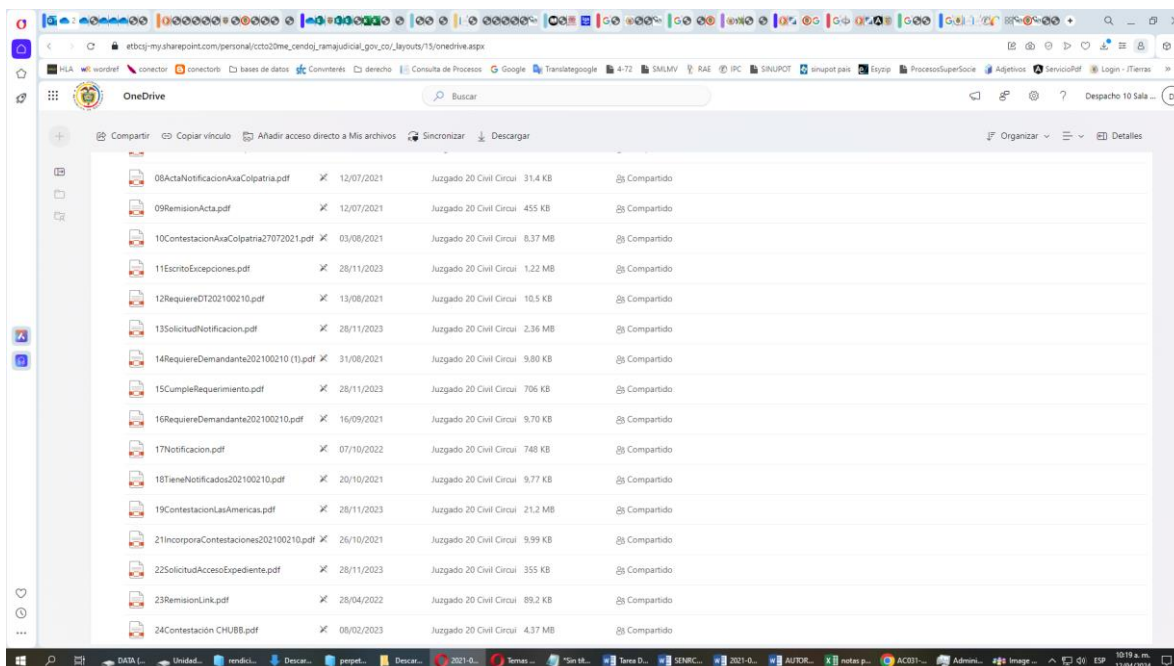 etbcsj-my.sharepoint.com/personal/ccto20me_cendoj_ramajudicial_gov_co/_layouts/15/onedrive.aspx
HLA wordref conector conectorb bases de datos Convinterés derecho Consulta de Procesos Google Translategoogle 4-72 SMLMV RAE IPC SINUPOT sinupot pais Esyzip ProcesosSuperSocie Adjetivos ServicioPdf Login - JTierras
OneDrive Buscar Despacho 10 Sala ...
Compartir Copiar vínculo Añadir acceso directo a Mis archivos Sincronizar Descargar Organizar Detalles
08ActaNotificacionAxaColpatria.pdf 12/07/2021 Juzgado 20 Civil Circui 31,4 KB Compartido
09RemisionActa.pdf 12/07/2021 Juzgado 20 Civil Circui 455 KB Compartido
10ContestacionAxaColpatria27072021.pdf 03/08/2021 Juzgado 20 Civil Circui 8,37 MB Compartido
11EscritoExcepciones.pdf 28/11/2023 Juzgado 20 Civil Circui 1,22 MB Compartido
12RequiereDT202100210.pdf 13/08/2021 Juzgado 20 Civil Circui 10,5 KB Compartido
13SolicitudNotificacion.pdf 28/11/2023 Juzgado 20 Civil Circui 2,36 MB Compartido
14RequiereDemandante202100210 (1).pdf 31/08/2021 Juzgado 20 Civil Circui 9,80 KB Compartido
15CumpleRequerimiento.pdf 28/11/2023 Juzgado 20 Civil Circui 706 KB Compartido
16RequiereDemandante202100210.pdf 16/09/2021 Juzgado 20 Civil Circui 9,70 KB Compartido
17Notificacion.pdf 07/10/2022 Juzgado 20 Civil Circui 748 KB Compartido
18TieneNotificados202100210.pdf 20/10/2021 Juzgado 20 Civil Circui 9,77 KB Compartido
19ContestacionLasAmericas.pdf 28/11/2023 Juzgado 20 Civil Circui 21,2 MB Compartido
21IncorporaContestaciones202100210.pdf 26/10/2021 Juzgado 20 Civil Circui 9,99 KB Compartido
22SolicitudAccesoExpediente.pdf 28/11/2023 Juzgado 20 Civil Circui 355 KB Compartido
23RemisionLink.pdf 28/04/2022 Juzgado 20 Civil Circui 89,2 KB Compartido
24Contestación CHUBB.pdf 08/02/2023 Juzgado 20 Civil Circui 4,37 MB Compartido
DATA (... Unidad... rendici... Descar... perpet... Descar... 2021-0... Temas ... *Sin tít... Tarea D... SENRC... 2021-0... AUTOR... notas p... AC031-... Admini... Image ... ESP 10:19 a. m.